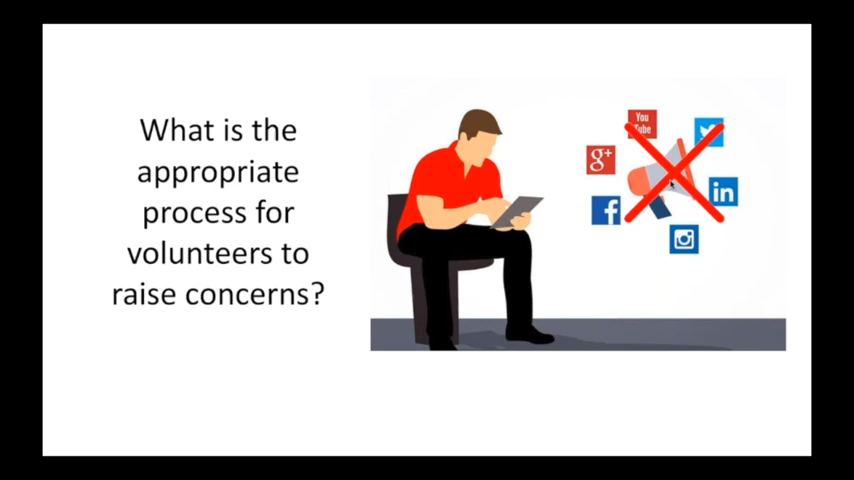 What is the
appropriate
process for
volunteers to
raise concerns?
You
Tube
g+
f
in